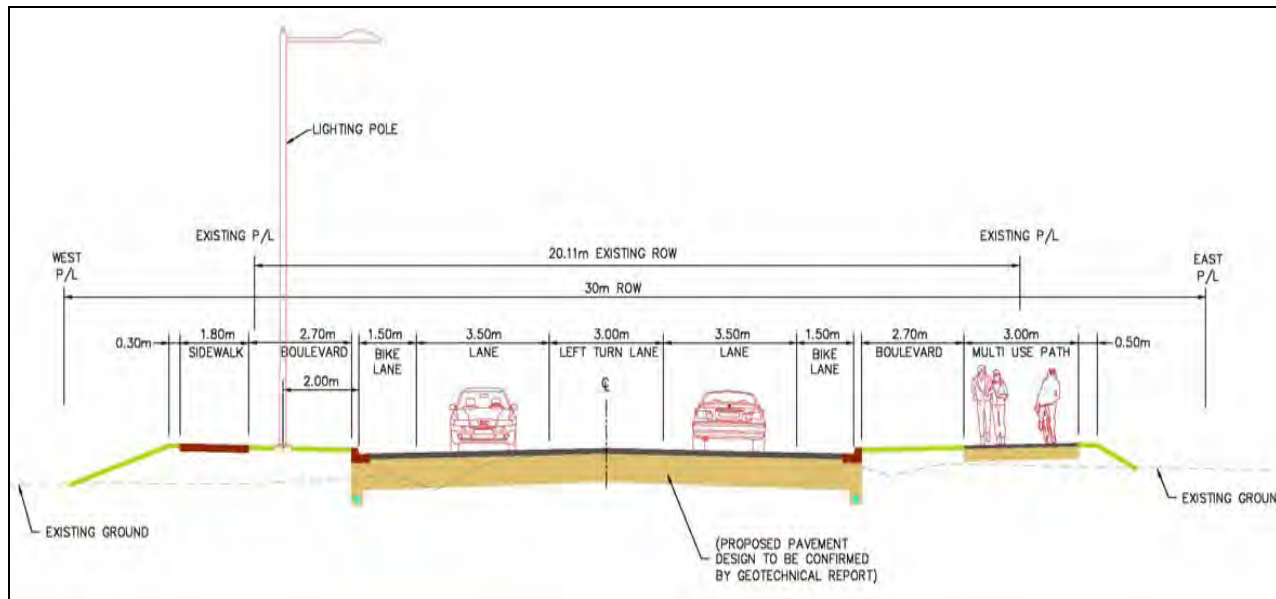 LIGHTING POLE
EXISTING P/L
EXISTING P/L
WEST
P/L
20.11m EXISTING ROW
EAST
P/L
30m ROW
0.30m
1.80m
SIDEWALK
2.70m
BOULEVARD
1.50m
BIKE
LANE
3.50m
LANE
3.00m
LEFT TURN LANE
3.50m
LANE
1.50m
BIKE
LANE
2.70m
BOULEVARD
3.00m
MULTI USE PATH
0.50m
2.00m
℄
EXISTING GROUND
EXISTING GROUN
(PROPOSED PAVEMENT
DESIGN TO BE CONFIRMED
BY GEOTECHNICAL REPORT)